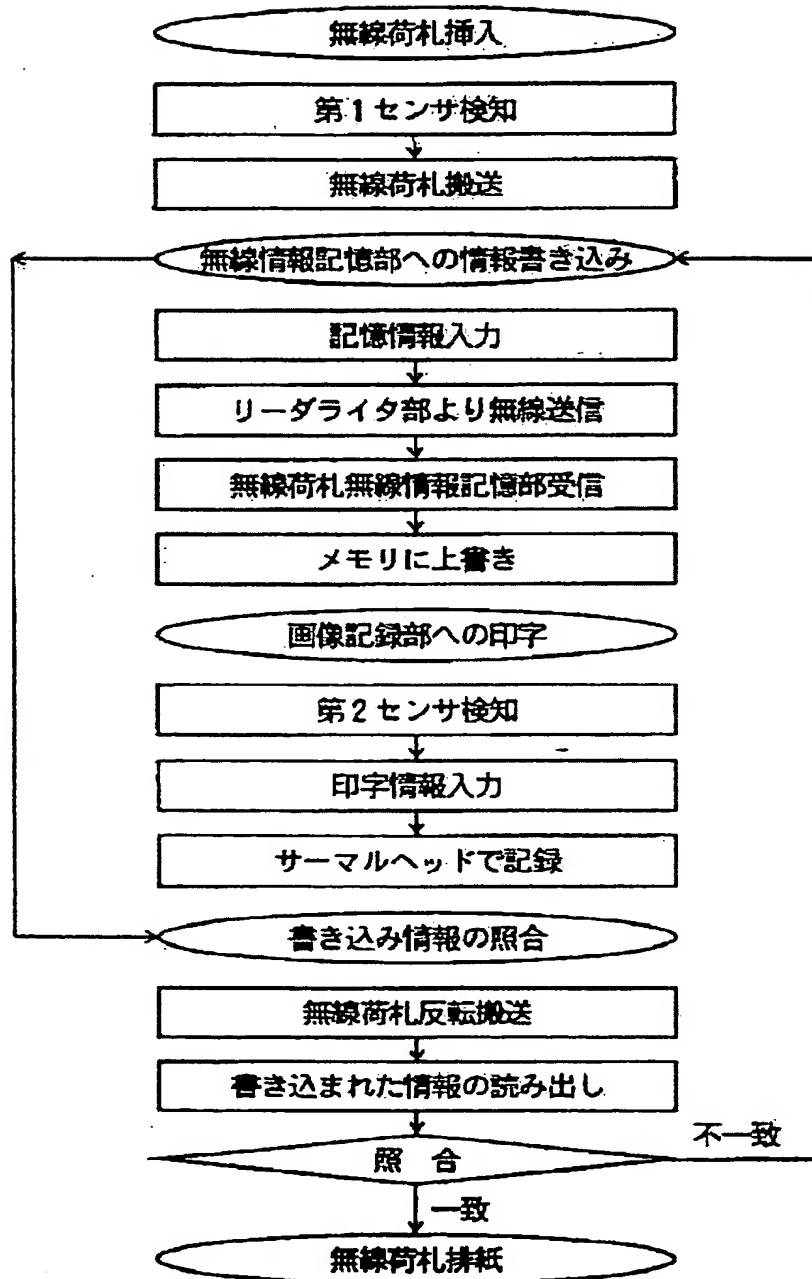 無線荷札挿入
第1センサ検知
無線荷札搬送
無線情報記憶部への情報書き込み
記憶情報入力
リーダライタ部より無線送信
無線荷札無線情報記憶部受信
メモリに上書き
画像記録部への印字
第2センサ検知
印字情報入力
サーマルヘッドで記録
書き込み情報の照合
無線荷札反転搬送
書き込まれた情報の読み出し
不一致
照 合
一致
無線荷札排紙